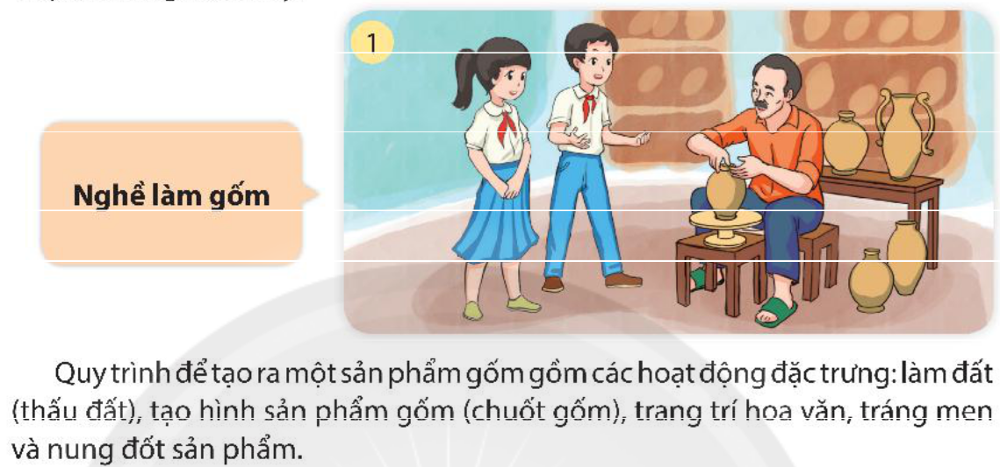 1
Nghề làm gốm
Quy trình để tạo ra một sản phẩm gốm gồm các hoạt động đặc trưng: làm đất
(thấu đất), tạo hình sản phẩm gốm (chuốt gốm), trang trí hoa văn, tráng men
và nung đốt sản phẩm.